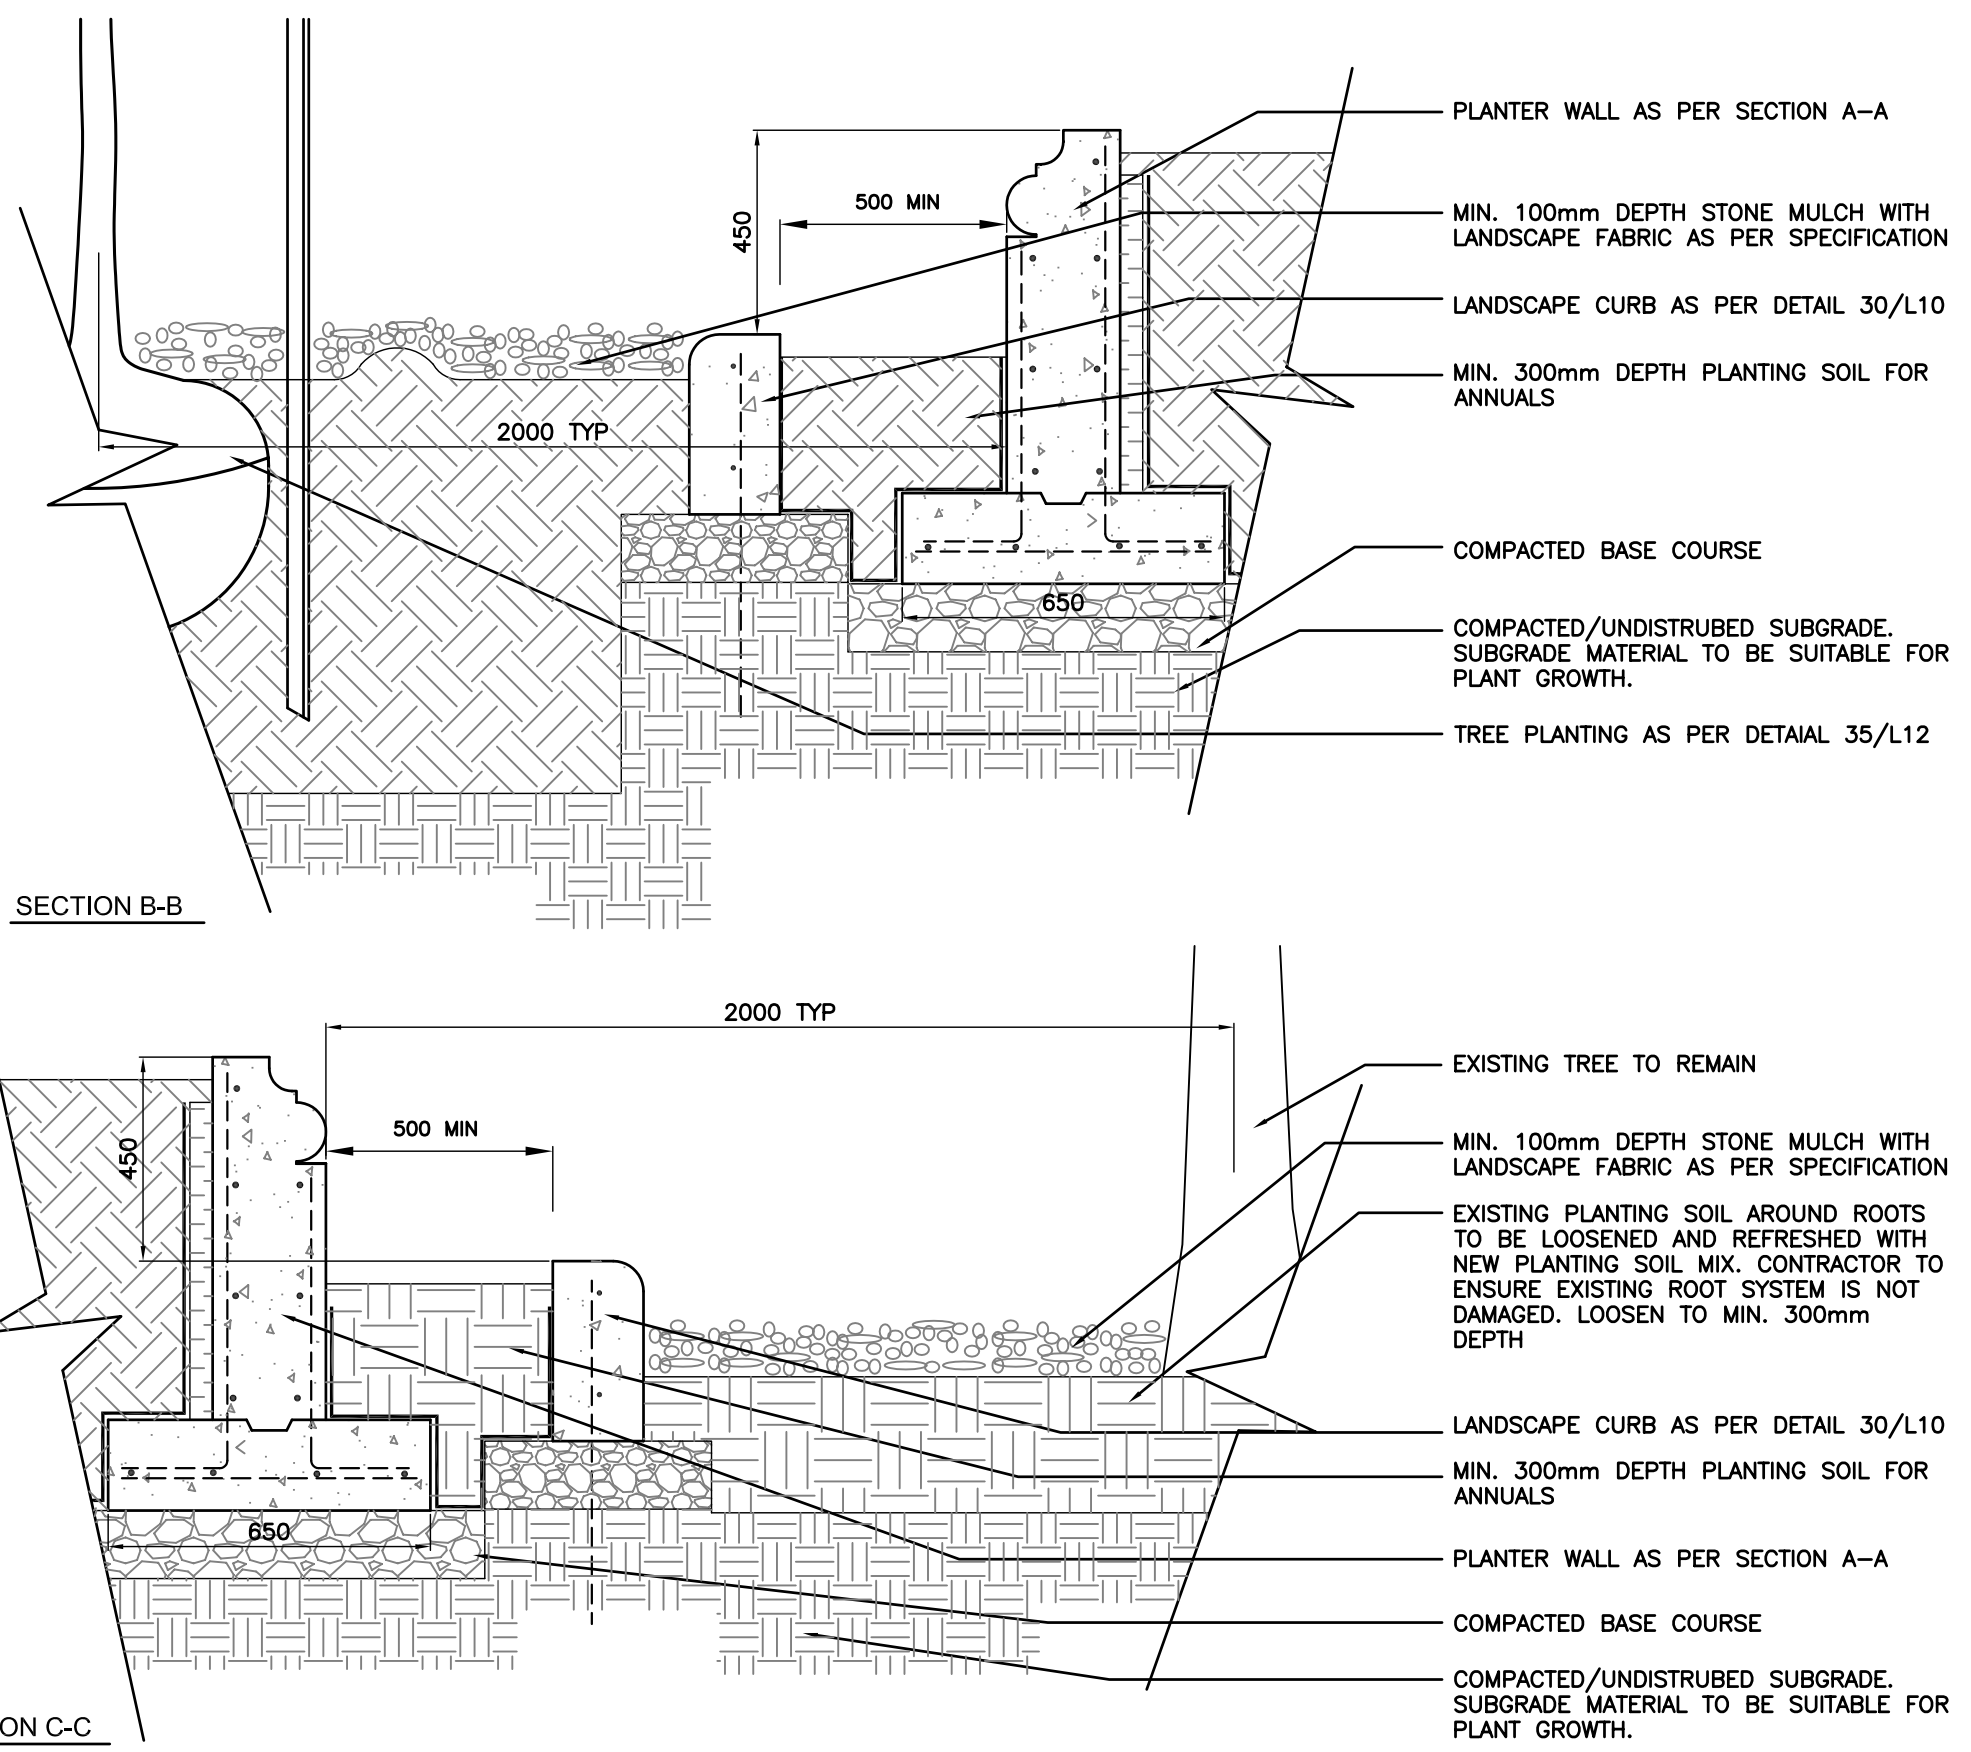 PLANTER WALL AS PER SECTION A-A
450
500 MIN
MIN. 100mm DEPTH STONE MULCH WITH
LANDSCAPE FABRIC AS PER SPECIFICATION
LANDSCAPE CURB AS PER DETAIL 30/L10
MIN. 300mm DEPTH PLANTING SOIL FOR
ANNUALS
2000 TYP
COMPACTED BASE COURSE
650
COMPACTED/UNDISTRUBED SUBGRADE.
SUBGRADE MATERIAL TO BE SUITABLE FOR
PLANT GROWTH.
TREE PLANTING AS PER DETAIAL 35/L12
SECTION B-B
2000 TYP
EXISTING TREE TO REMAIN
450
500 MIN
MIN. 100mm DEPTH STONE MULCH WITH
LANDSCAPE FABRIC AS PER SPECIFICATION
EXISTING PLANTING SOIL AROUND ROOTS
TO BE LOOSENED AND REFRESHED WITH
NEW PLANTING SOIL MIX. CONTRACTOR TO
ENSURE EXISTING ROOT SYSTEM IS NOT
DAMAGED. LOOSEN TO MIN. 300mm
DEPTH
LANDSCAPE CURB AS PER DETAIL 30/L10
MIN. 300mm DEPTH PLANTING SOIL FOR
ANNUALS
650
PLANTER WALL AS PER SECTION A-A
COMPACTED BASE COURSE
COMPACTED/UNDISTRUBED SUBGRADE.
SUBGRADE MATERIAL TO BE SUITABLE FOR
PLANT GROWTH.
ON C-C